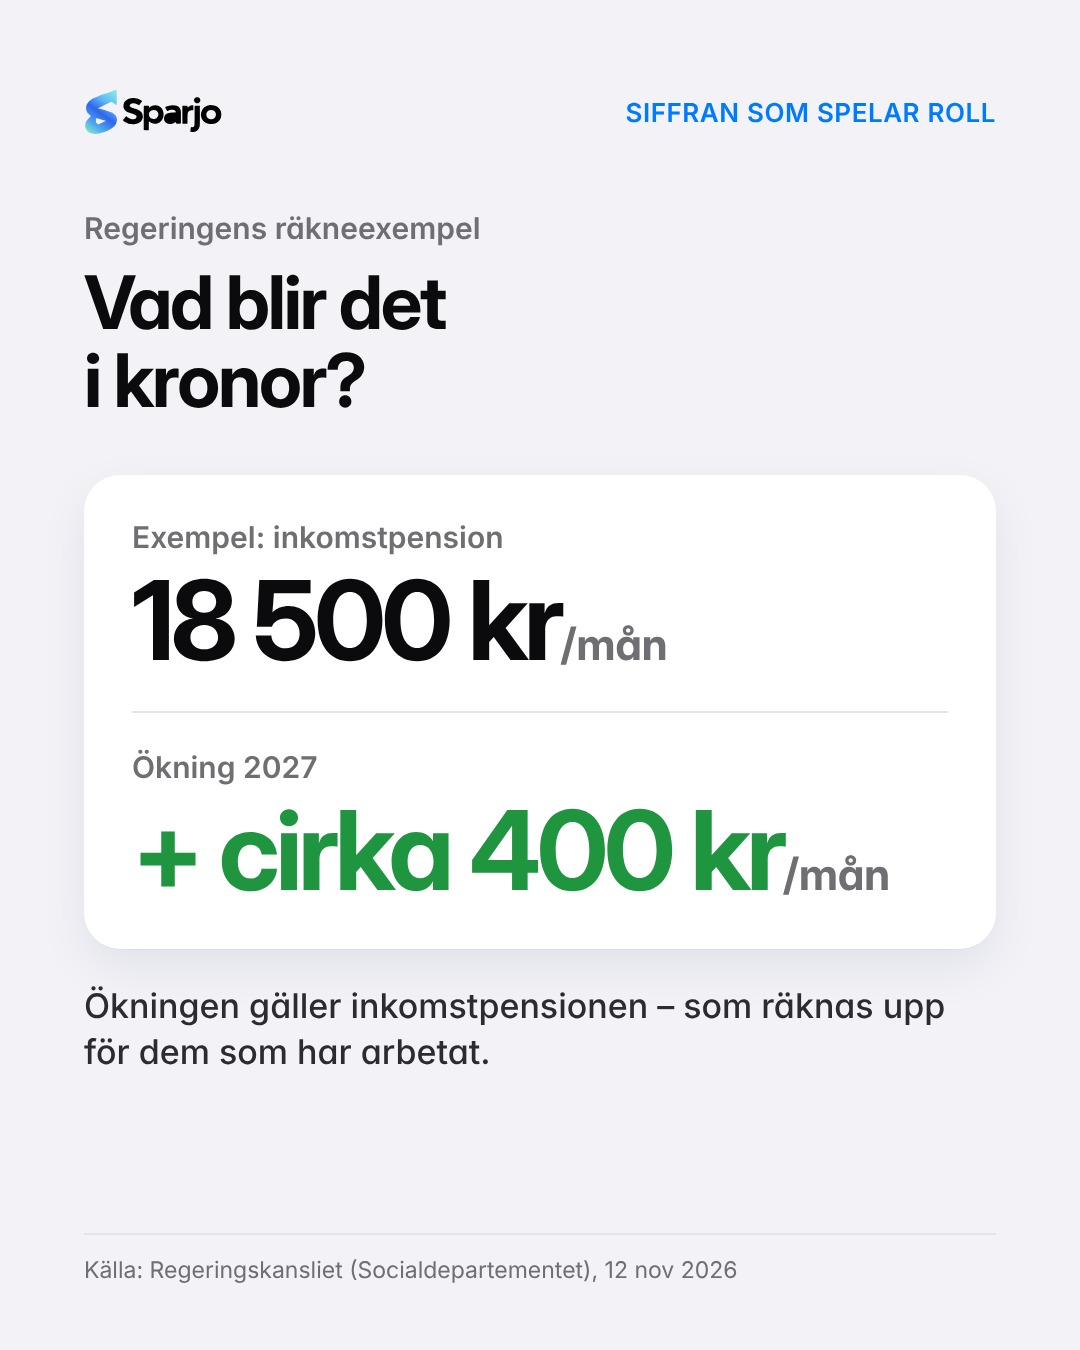 Sparjo
SIFFRAN SOM SPELAR ROLL
Regeringens räkneexempel
Vad blir det
i kronor?
Exempel: inkomstpension
18 500 kr/mån
Ökning 2027
+ cirka 400 kr/mån
Ökningen gäller inkomstpensionen – som räknas upp
för dem som har arbetat.
Källa: Regeringskansliet (Socialdepartementet), 12 nov 2026